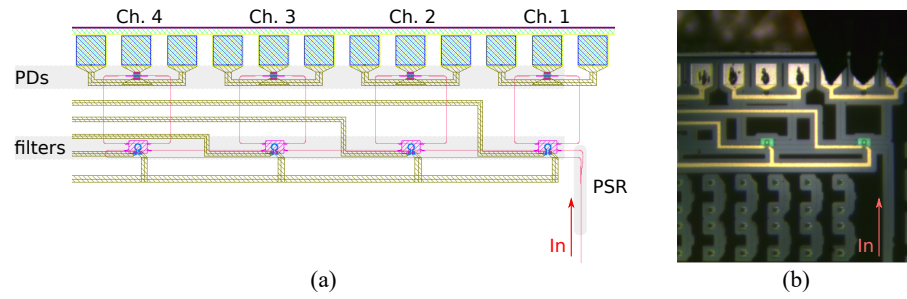 Ch. 4 Ch. 3 Ch. 2 Ch. 1
PDs
filters
PSR
In
In
(a)
(b)